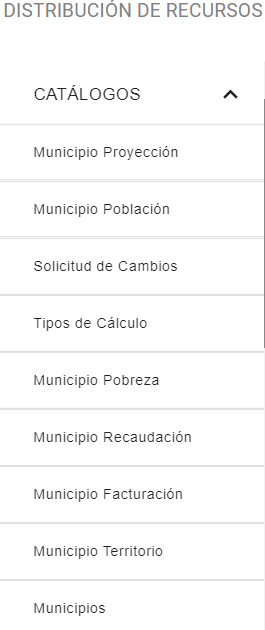 DISTRIBUCIÓN DE RECURSOS
CATÁLOGOS
Municipio Proyección
Municipio Población
Solicitud de Cambios
Tipos de Cálculo
Municipio Pobreza
Municipio Recaudación
Municipio Facturación
Municipio Territorio
Municipios